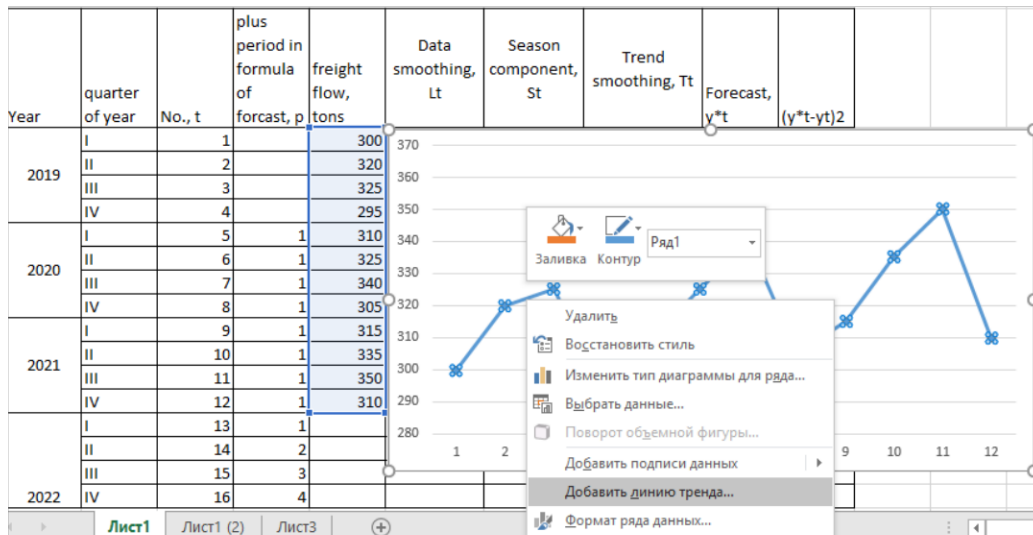 Year
quarter
of year
No., t
plus
period in
formula
of
forcast, p
freight
flow,
tons
Data
smoothing,
Lt
Season
component,
St
Trend
smoothing, Tt
Forecast,
y*t
(y*t-yt)2
2019
I 1 300
II 2 320
III 3 325
IV 4 295
2020
I 5 1 310
II 6 1 325
III 7 1 340
IV 8 1 305
2021
I 9 1 315
II 10 1 335
III 11 1 350
IV 12 1 310
I 13 1
II 14 2
III 15 3
2022 IV 16 4
370
360
350
340
330
320
310
300
290
280
1 2 9 10 11 12
Заливка Контур Ряд1
Удалить
Восстановить стиль
Изменить тип диаграммы для ряда...
Выбрать данные...
Поворот объемной фигуры...
Добавить подписи данных
Добавить линию тренда...
Формат ряда данных...
Лист1 Лист1 (2) Лист3